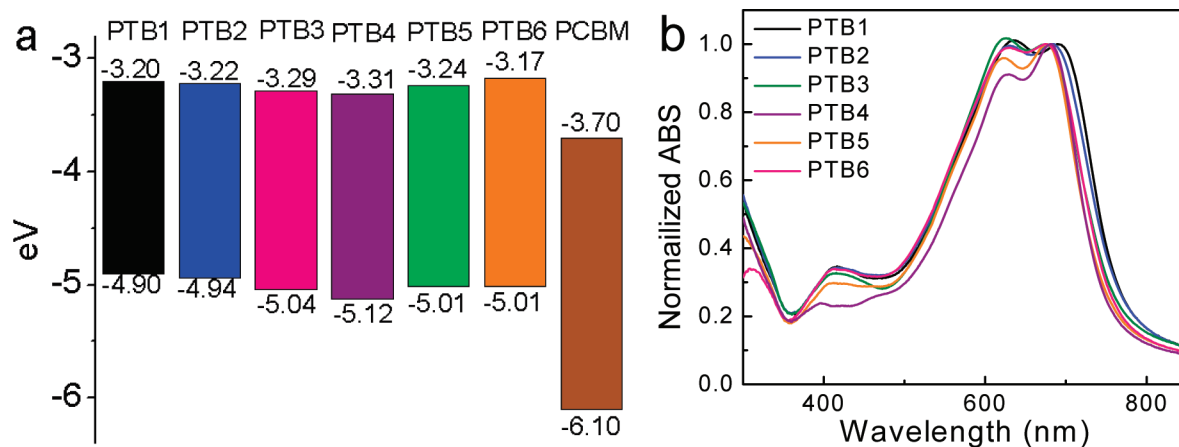 a
PTB1 PTB2 PTB3 PTB4 PTB5 PTB6 PCBM
-3
-3.20 -3.22 -3.29 -3.31 -3.24 -3.17
-3.70
-4
eV
-5
-4.90 -4.94 -5.04 -5.12 -5.01 -5.01
-6
-6.10
b
PTB1
PTB2
PTB3
PTB4
PTB5
PTB6
1.0
0.8
0.6
0.4
0.2
0.0
Normailized ABS
400 600 800
Wavelength (nm)